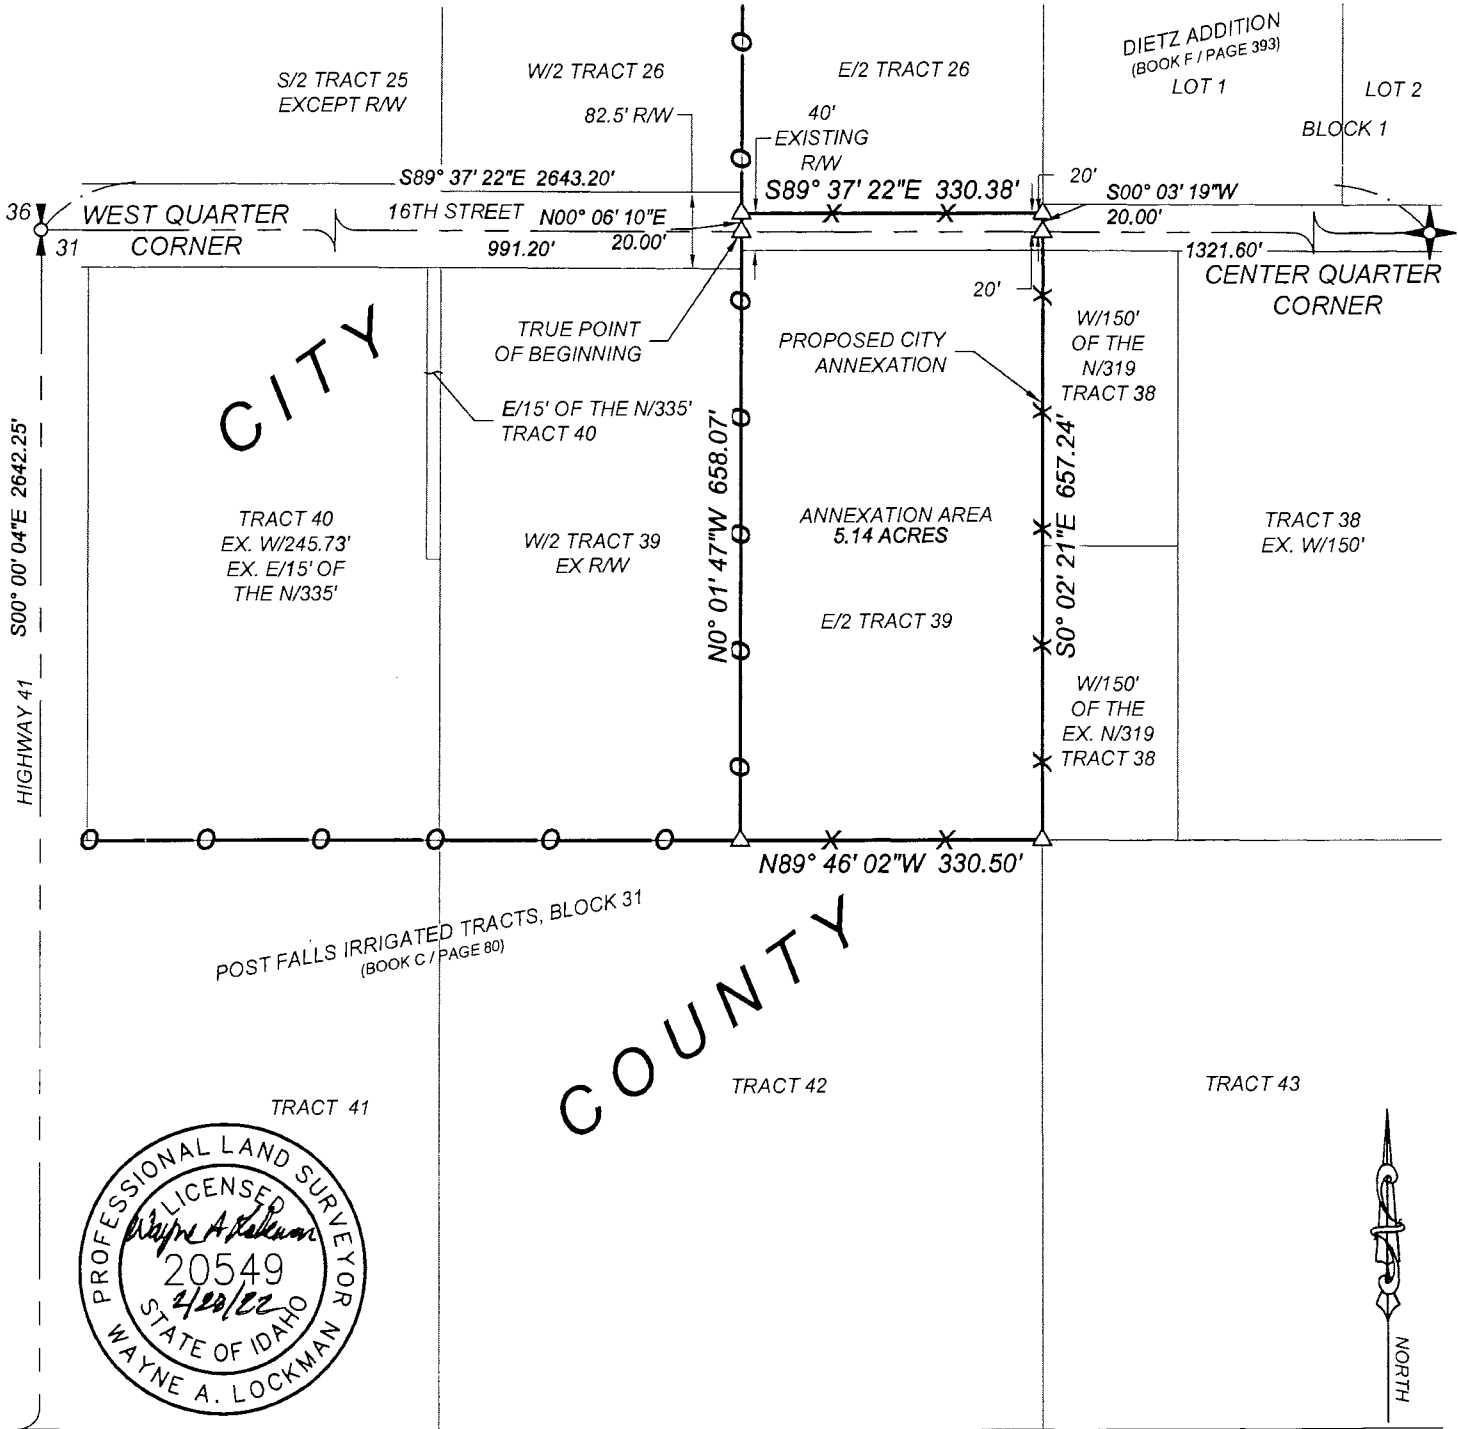 DIETZ ADDITION
(BOOK F / PAGE 393)
LOT 1
LOT 2
BLOCK 1
S/2 TRACT 25
EXCEPT R/W
W/2 TRACT 26
E/2 TRACT 26
82.5' R/W
40'
EXISTING
R/W
S89° 37' 22"E 2643.20'
S89° 37' 22"E 330.38'
20'
S00° 03' 19"W
20.00'
36
31
WEST QUARTER
CORNER
16TH STREET
N00° 06' 10"E
20.00'
991.20'
1321.60'
CENTER QUARTER
CORNER
20'
CITY
TRUE POINT
OF BEGINNING
PROPOSED CITY
ANNEXATION
W/150'
OF THE
N/319
TRACT 38
E/15' OF THE N/335'
TRACT 40
S00° 00' 04"E 2642.25'
HIGHWAY 41
N0° 01' 47"W 658.07'
S0° 02' 21"E 657.24'
TRACT 40
EX. W/245.73'
EX. E/15' OF
THE N/335'
W/2 TRACT 39
EX R/W
ANNEXATION AREA
5.14 ACRES
E/2 TRACT 39
TRACT 38
EX. W/150'
W/150'
OF THE
EX. N/319
TRACT 38
N89° 46' 02"W 330.50'
POST FALLS IRRIGATED TRACTS, BLOCK 31
(BOOK C / PAGE 80)
COUNTY
TRACT 41
TRACT 42
TRACT 43
PROFESSIONAL LAND SURVEYOR
LICENSED
Wayne A Lockman
20549
STATE OF IDAHO
WAYNE A. LOCKMAN
NORTH